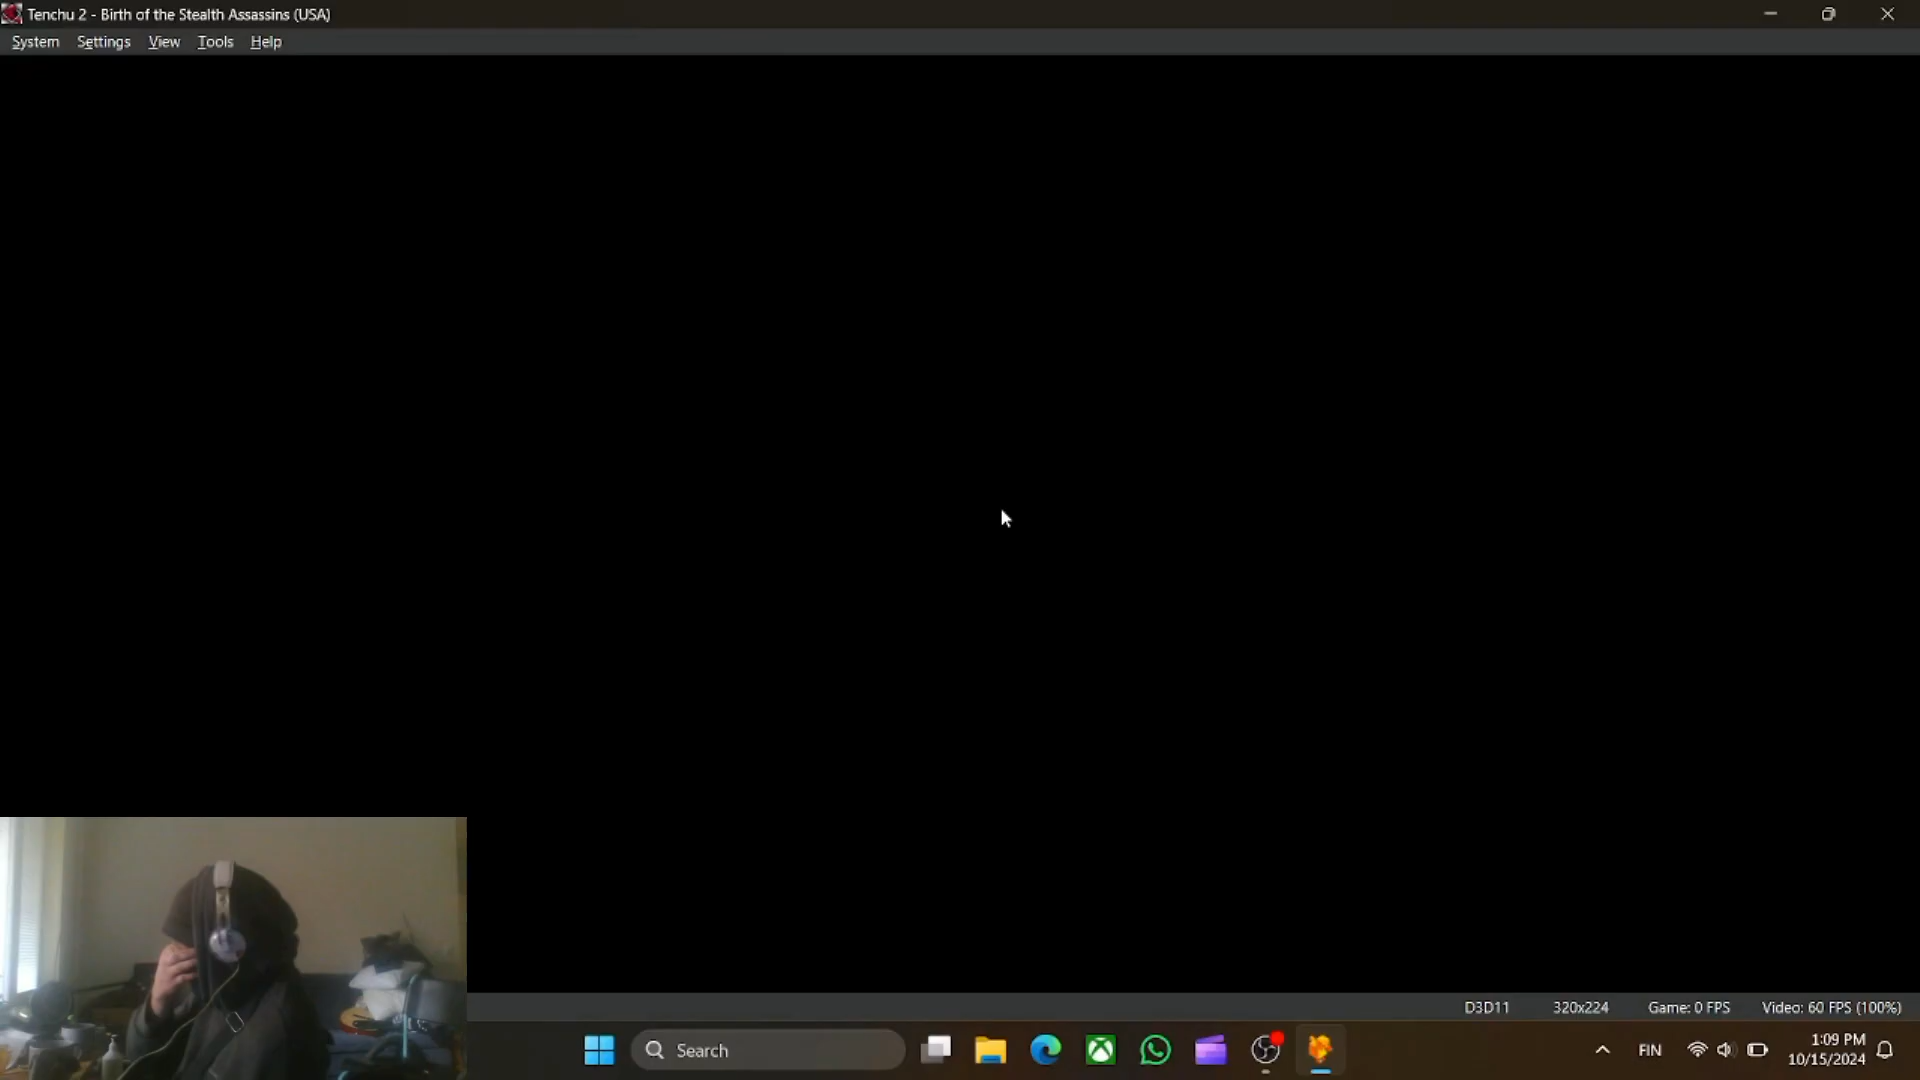 Tenchu 2 - Birth of the Stealth Assassins (USA)
System Settings View Tools Help
D3D11 320x224 Game: 0 FPS Video: 60 FPS (100%)
Search
FIN
1:09 PM
10/15/2024